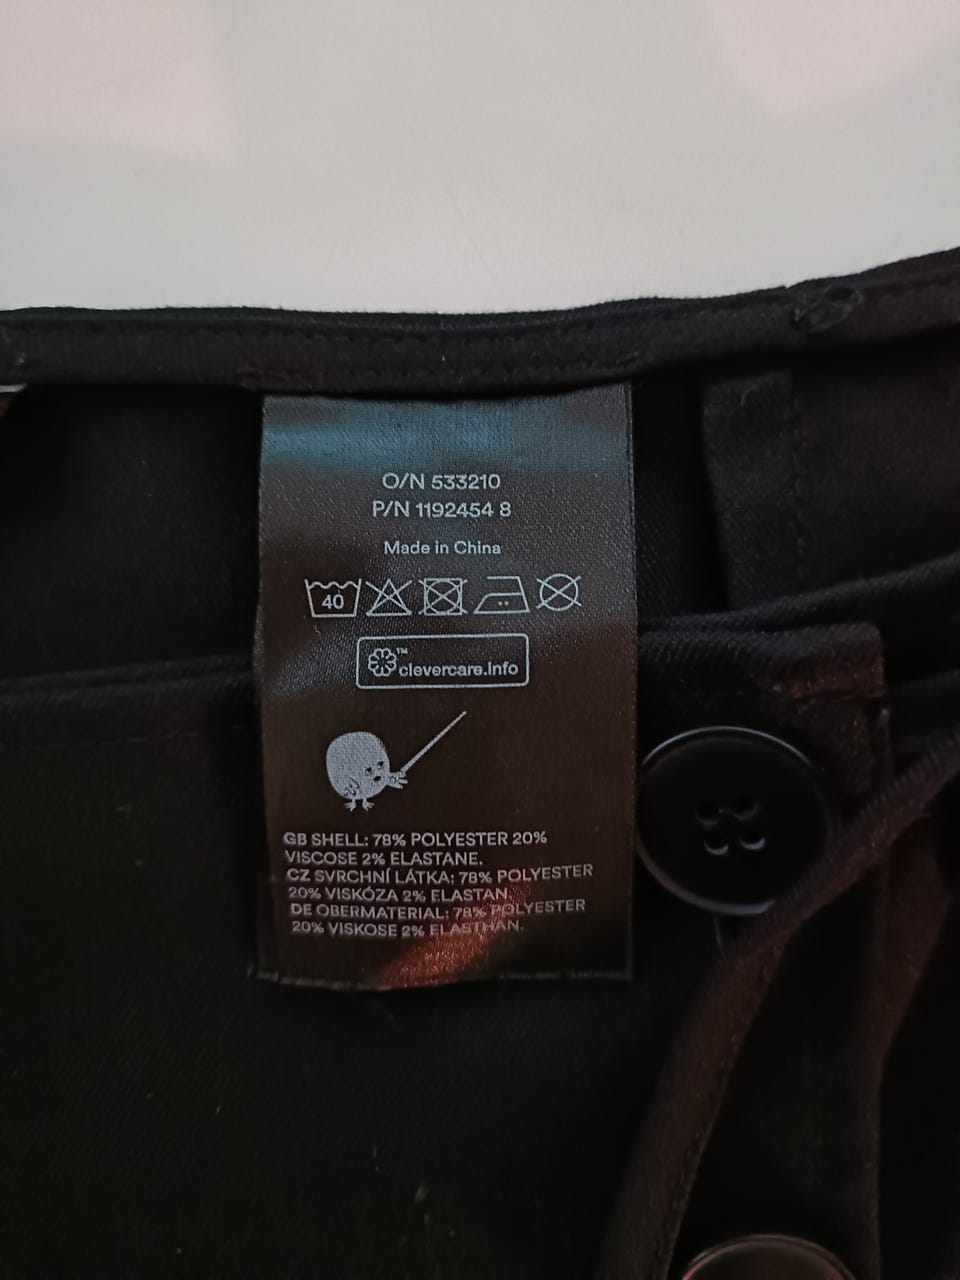 O/N 533210
P/N 1192454 8
Made in China
40
™
clevercare.info
GB SHELL: 78% POLYESTER 20%
VISCOSE 2% ELASTANE.
CZ SVRCHNÍ LÁTKA: 78% POLYESTER
20% VISKÓZA 2% ELASTAN.
DE OBERMATERIAL: 78% POLYESTER
20% VISKOSE 2% ELASTHAN.